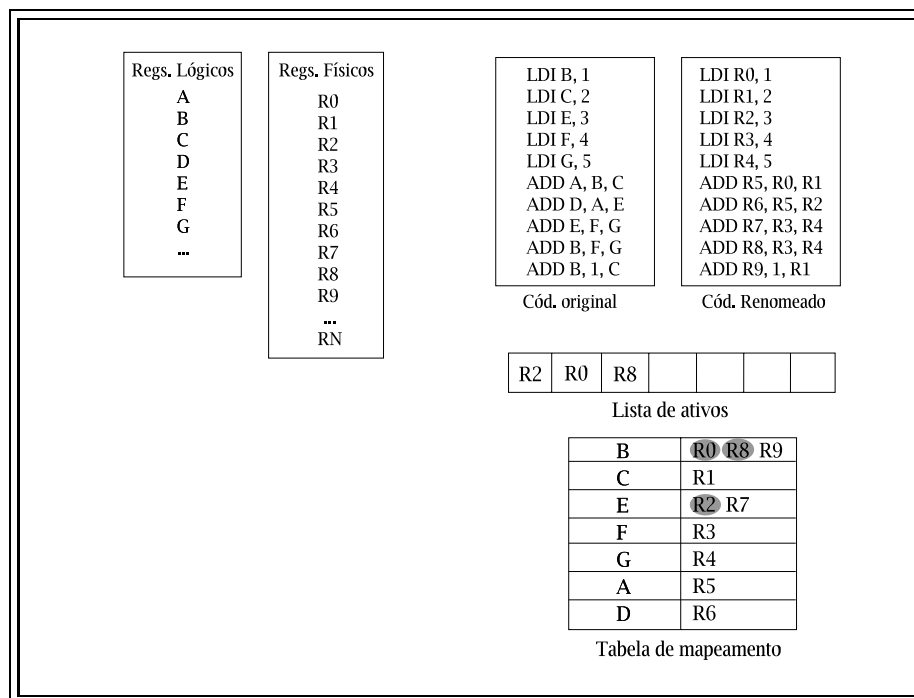 Regs. Lógicos
A
B
C
D
E
F
G
...
Regs. Físicos
R0
R1
R2
R3
R4
R5
R6
R7
R8
R9
...
RN
LDI B, 1
LDI C, 2
LDI E, 3
LDI F, 4
LDI G, 5
ADD A, B, C
ADD D, A, E
ADD E, F, G
ADD B, F, G
ADD B, 1, C
Cód. original
LDI R0, 1
LDI R1, 2
LDI R2, 3
LDI R3, 4
LDI R4, 5
ADD R5, R0, R1
ADD R6, R5, R2
ADD R7, R3, R4
ADD R8, R3, R4
ADD R9, 1, R1
Cód. Renomeado
R2 R0 R8
Lista de ativos
B R0 R8 R9
C R1
E R2 R7
F R3
G R4
A R5
D R6
Tabela de mapeamento